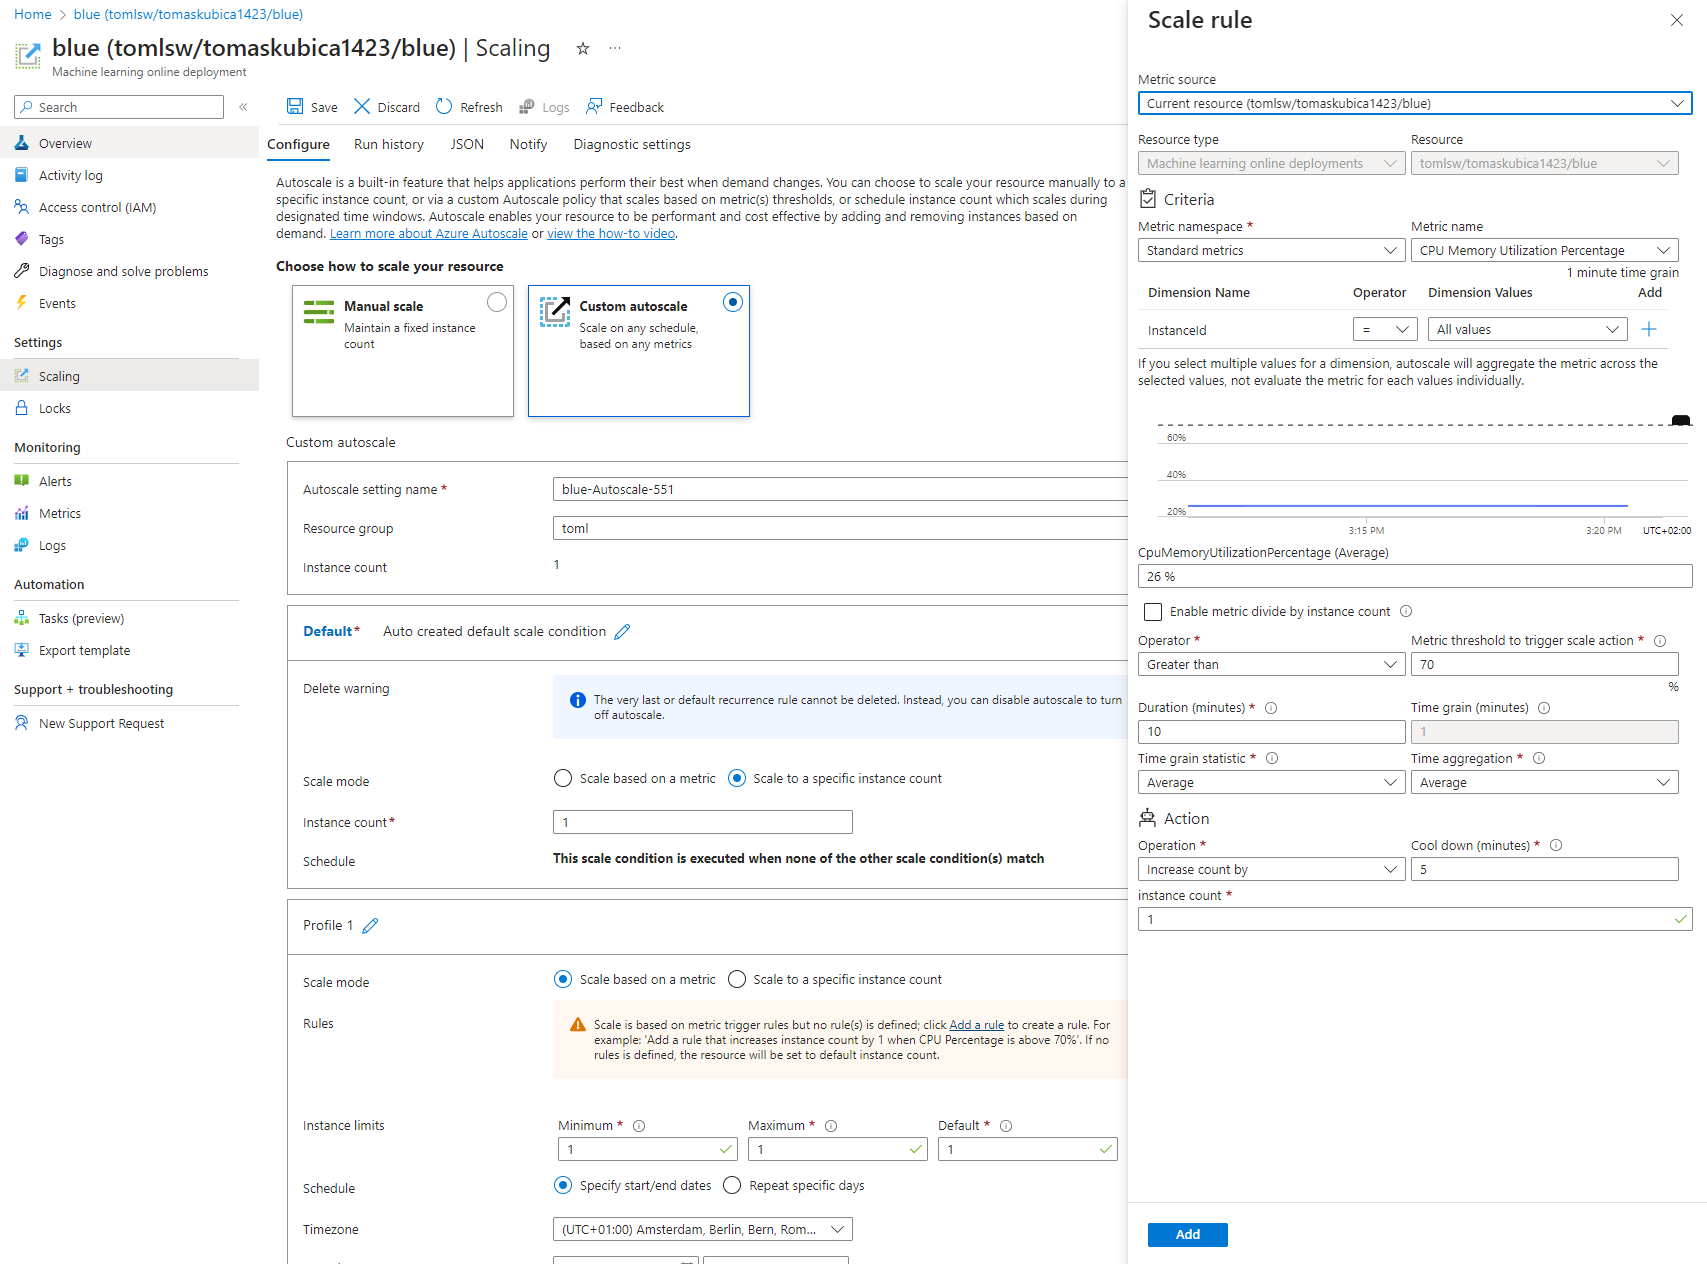 Home > blue (tomlsw/tomaskubica1423/blue)
blue (tomlsw/tomaskubica1423/blue) | Scaling
Machine learning online deployment
Search
Overview
Activity log
Access control (IAM)
Tags
Diagnose and solve problems
Events
Settings
Scaling
Locks
Monitoring
Alerts
Metrics
Logs
Automation
Tasks (preview)
Export template
Support + troubleshooting
New Support Request
Save Discard Refresh Logs Feedback
Configure Run history JSON Notify Diagnostic settings
Autoscale is a built-in feature that helps applications perform their best when demand changes. You can choose to scale your resource manually to a
specific instance count, or via a custom Autoscale policy that scales based on metric(s) thresholds, or schedule instance count which scales during
designated time windows. Autoscale enables your resource to be performant and cost effective by adding and removing instances based on
demand. Learn more about Azure Autoscale or view the how-to video.
Choose how to scale your resource
Manual scale
Maintain a fixed instance
count
Custom autoscale
Scale on any schedule,
based on any metrics
Custom autoscale
Autoscale setting name * blue-Autoscale-551
Resource group toml
Instance count 1
Default* Auto created default scale condition
Delete warning
The very last or default recurrence rule cannot be deleted. Instead, you can disable autoscale to turn
off autoscale.
Scale mode Scale based on a metric Scale to a specific instance count
Instance count* 1
Schedule This scale condition is executed when none of the other scale condition(s) match
Profile 1
Scale mode Scale based on a metric Scale to a specific instance count
Rules
Scale is based on metric trigger rules but no rule(s) is defined; click Add a rule to create a rule. For
example: 'Add a rule that increases instance count by 1 when CPU Percentage is above 70%'. If no
rules is defined, the resource will be set to default instance count.
Instance limits Minimum * Maximum * Default *
1 1 1
Schedule Specify start/end dates Repeat specific days
Timezone (UTC+01:00) Amsterdam, Berlin, Bern, Rom...
Scale rule
Metric source
Current resource (tomlsw/tomaskubica1423/blue)
Resource type Resource
Machine learning online deployments tomlsw/tomaskubica1423/blue
Criteria
Metric namespace * Metric name
Standard metrics CPU Memory Utilization Percentage
1 minute time grain
Dimension Name Operator Dimension Values Add
InstanceId = All values
If you select multiple values for a dimension, autoscale will aggregate the metric across the
selected values, not evaluate the metric for each values individually.
60%
40%
20%
3:15 PM 3:20 PM UTC+02:00
CpuMemoryUtilizationPercentage (Average)
26 %
Enable metric divide by instance count
Operator * Metric threshold to trigger scale action *
Greater than 70
%
Duration (minutes) * Time grain (minutes)
10 1
Time grain statistic * Time aggregation *
Average Average
Action
Operation * Cool down (minutes) *
Increase count by 5
instance count *
1
Add